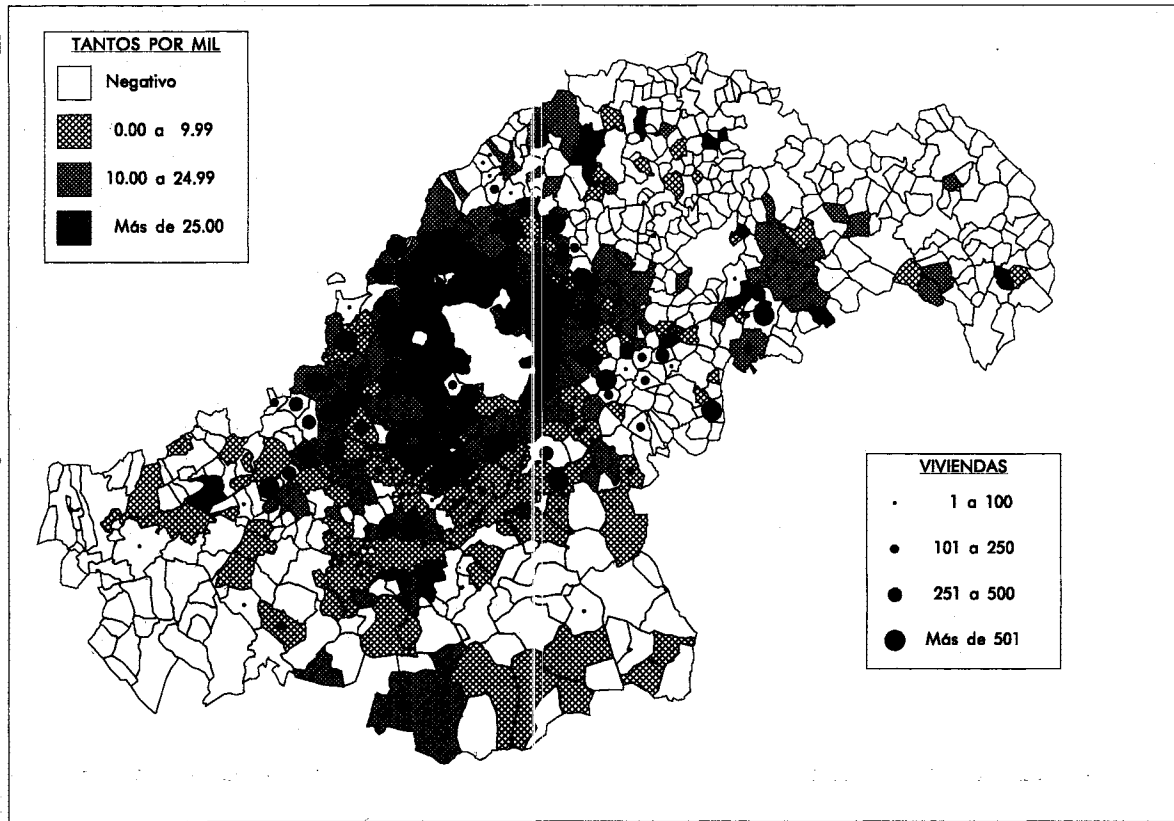 TANTOS POR MIL
Negativo
0.00 a 9.99
10.00 a 24.99
Más de 25.00
VIVIENDAS
1 a 100
101 a 250
251 a 500
Más de 501